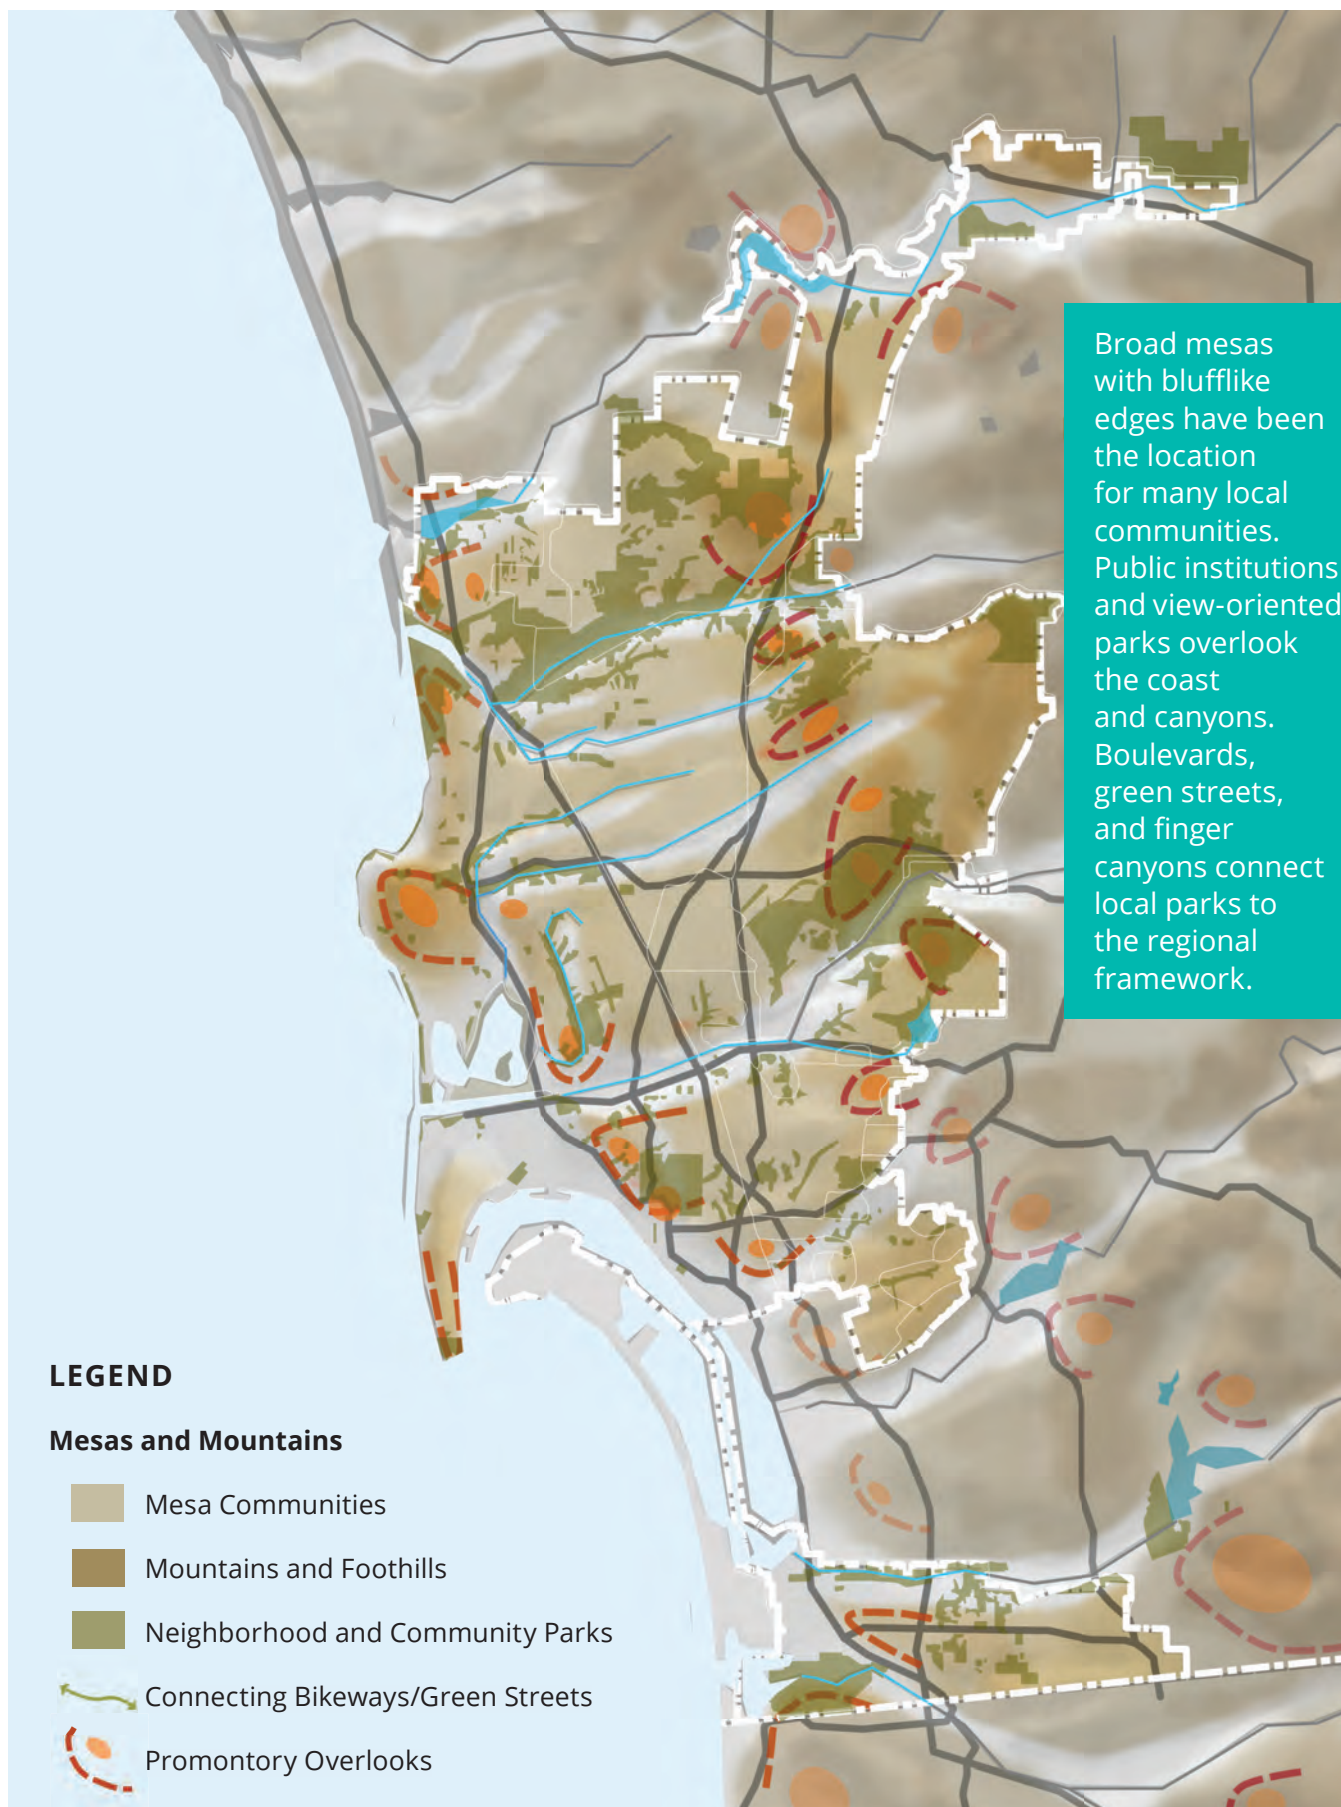 Broad mesas
with blufflike
edges have been
the location
for many local
communities.
Public institutions
and view-oriented
parks overlook
the coast
and canyons.
Boulevards,
green streets,
and finger
canyons connect
local parks to
the regional
framework.
LEGEND
Mesas and Mountains
Mesa Communities
Mountains and Foothills
Neighborhood and Community Parks
Connecting Bikeways/Green Streets
Promontory Overlooks